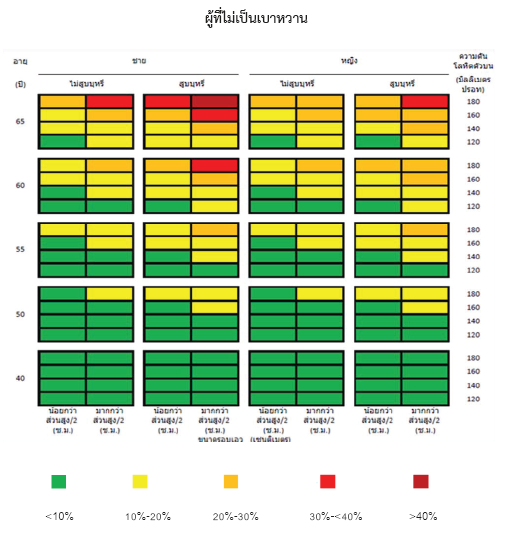 ผู้ที่ไม่เป็นเบาหวาน
อายุ ชาย หญิง ความดัน
โลหิตตัวบน
(ปี) ไม่สูบบุหรี่ สูบบุหรี่ ไม่สูบบุหรี่ สูบบุหรี่ (มิลลิเมตร
ปรอท)
180
160
65 140
120
180
60 160
140
120
180
55 160
140
120
180
50 160
140
120
180
40 160
140
120
น้อยกว่า มากกว่า น้อยกว่า มากกว่า น้อยกว่า มากกว่า น้อยกว่า มากกว่า
ส่วนสูง/2 ส่วนสูง/2 ส่วนสูง/2 ส่วนสูง/2 ส่วนสูง/2 ส่วนสูง/2 ส่วนสูง/2 ส่วนสูง/2
(ซ.ม.) (ซ.ม.) (ซ.ม.) (ซ.ม.) (ซ.ม.) (ซ.ม.) (ซ.ม.) (ซ.ม.)
ขนาดรอบเอว (เซนติเมตร)
<10% 10%-20% 20%-30% 30%-<40% >40%